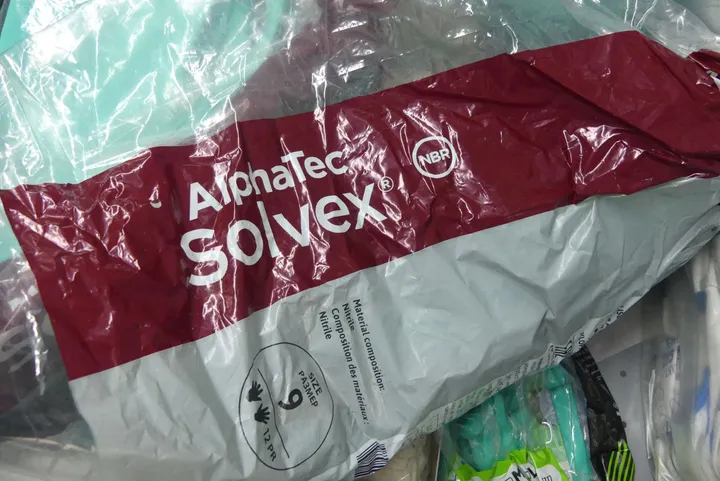 AlphaTec
Solvex®
NBR
Material composition:
Nitrile
Composition des matériaux:
Nitrile
SIZE
РАЗМЕР
9
12 PR
M-L